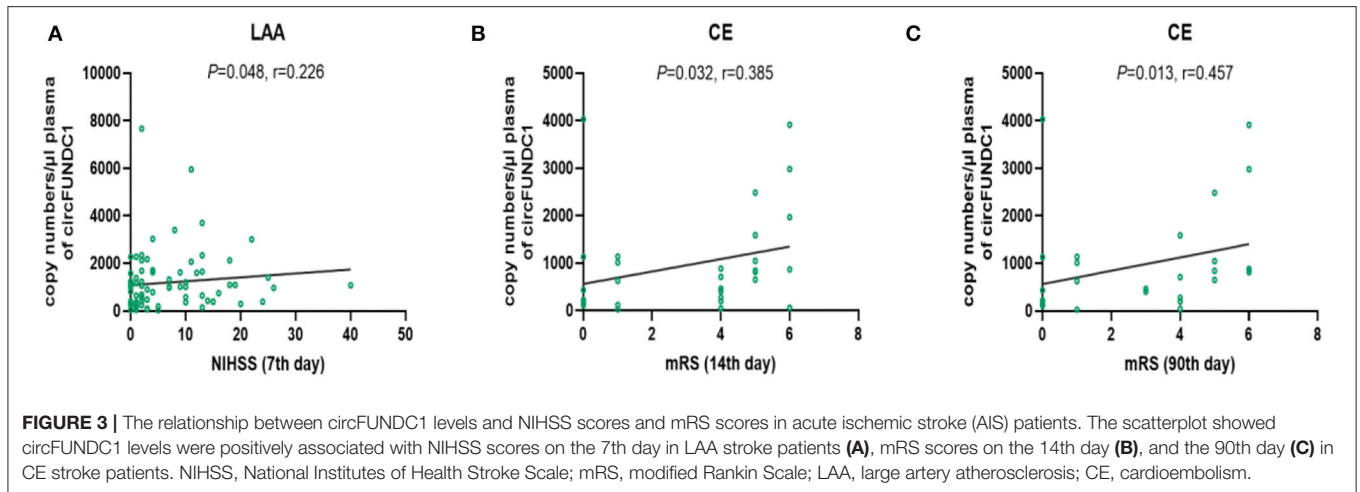 A
LAA
P=0.048, r=0.226
copy numbers/µl plasma
of circFUNDC1
10000
8000
6000
4000
2000
0
0
10
20
30
40
50
NIHSS (7th day)
B
CE
P=0.032, r=0.385
copy numbers/µl plasma
of circFUNDC1
5000
4000
3000
2000
1000
0
0
2
4
6
8
mRS (14th day)
C
CE
P=0.013, r=0.457
copy numbers/µl plasma
of circFUNDC1
5000
4000
3000
2000
1000
0
0
2
4
6
8
mRS (90th day)
FIGURE 3 | The relationship between circFUNDC1 levels and NIHSS scores and mRS scores in acute ischemic stroke (AIS) patients. The scatterplot showed
circFUNDC1 levels were positively associated with NIHSS scores on the 7th day in LAA stroke patients (A), mRS scores on the 14th day (B), and the 90th day (C) in
CE stroke patients. NIHSS, National Institutes of Health Stroke Scale; mRS, modified Rankin Scale; LAA, large artery atherosclerosis; CE, cardioembolism.